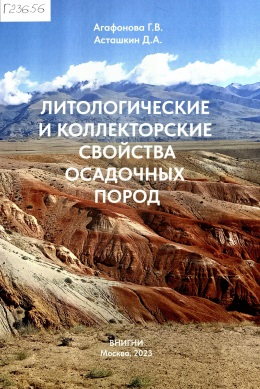 Г23656
Агафонова Г.В.
Асташкин Д.А.
ЛИТОЛОГИЧЕСКИЕ
И КОЛЛЕКТОРСКИЕ
СВОЙСТВА
ОСАДОЧНЫХ
ПОРОД
ВНИГНИ
Москва, 2023